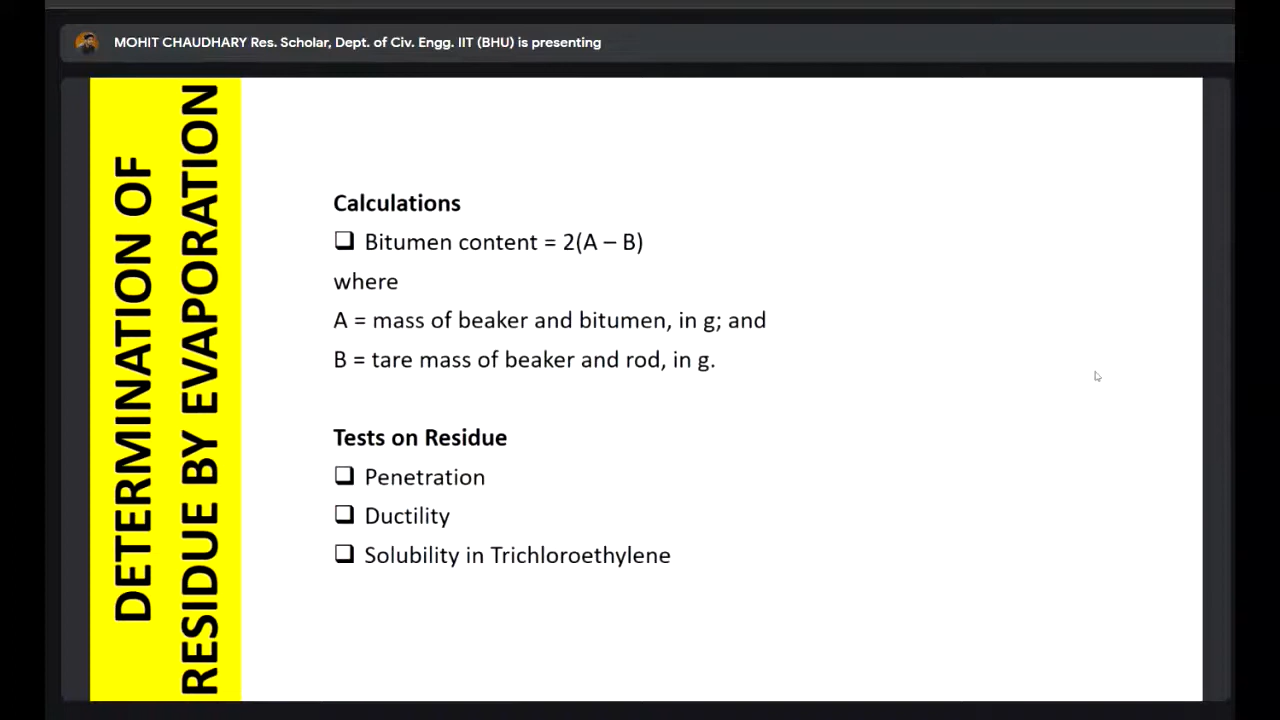 MOHIT CHAUDHARY Res. Scholar, Dept. of Civ. Engg. IIT (BHU) is presenting
DETERMINATION OF
RESIDUE BY EVAPORATION
Calculations
❑ Bitumen content = 2(A – B)
where
A = mass of beaker and bitumen, in g; and
B = tare mass of beaker and rod, in g.
Tests on Residue
❑ Penetration
❑ Ductility
❑ Solubility in Trichloroethylene